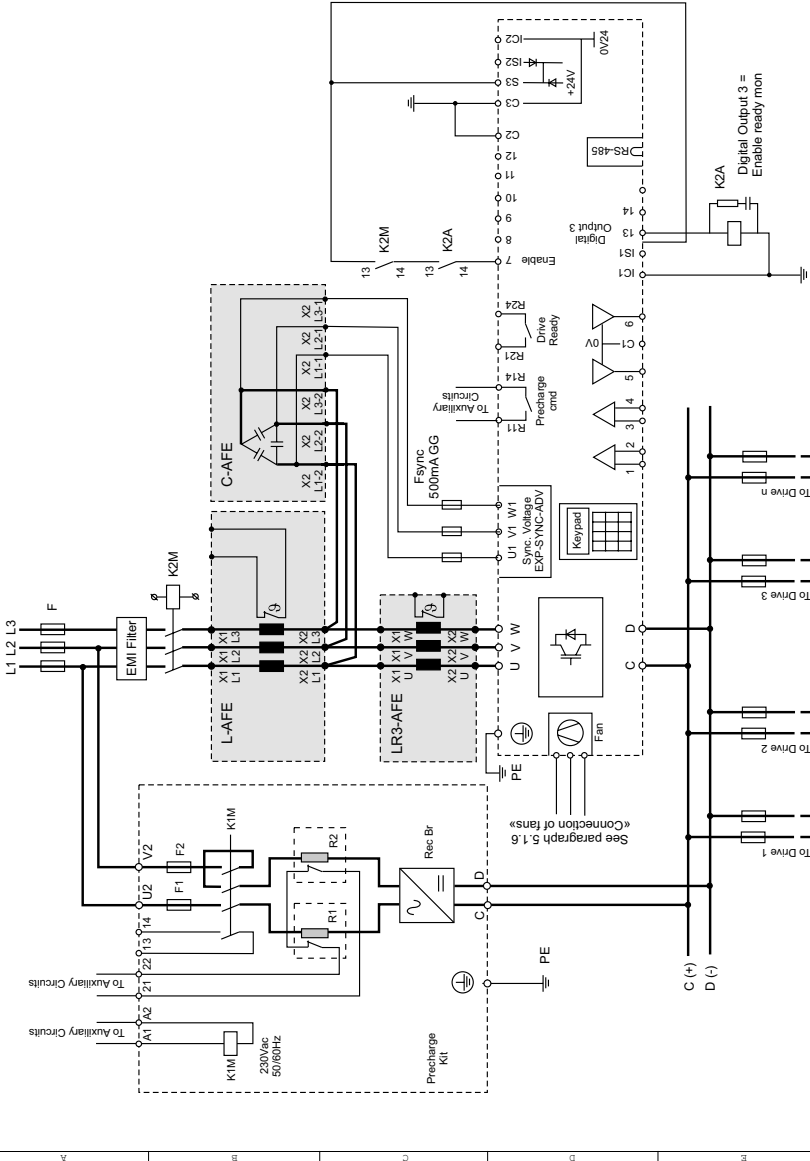 IC2
IS2
S3
C3
C2
12
11
10
9
8
7
Enable
0V24
+24V
RS-485
K2A
Digital Output 3 =
Enable ready mon
14
13
Digital
Output 3
IS1
IC1
K2M
13
14
K2A
13
14
R24
R21
Drive
Ready
R14
R11
Precharge
cmd
To Auxiliary
Circuits
6
C1
0V
5
4
3
2
1
C-AFE
X2
L3-1
X2
L2-1
X2
L1-1
X2
L3-2
X2
L2-2
X2
L1-2
Fsync
500mA GG
W1
V1
U1
Sync. Voltage
EXP-SYNC-ADV
Keypad
L3
L2
L1
F
EMI Filter
K2M
L-AFE
X1
L3
X1
L2
X1
L1
X2
L3
X2
L2
X2
L1
LR3-AFE
X1
W
X1
V
X1
U
X2
W
X2
V
X2
U
W
V
U
D
C
PE
Fan
See paragraph 5.1.6
«Connection of fans»
To Drive n
To Drive 3
To Drive 2
To Drive 1
V2
U2
F2
F1
K1M
14
13
22
21
A2
A1
To Auxiliary Circuits
To Auxiliary Circuits
R2
R1
Rec Br
D
C
K1M
230Vac
50/60Hz
Precharge
Kit
PE
C (+)
D (-)
A
B
C
D
E